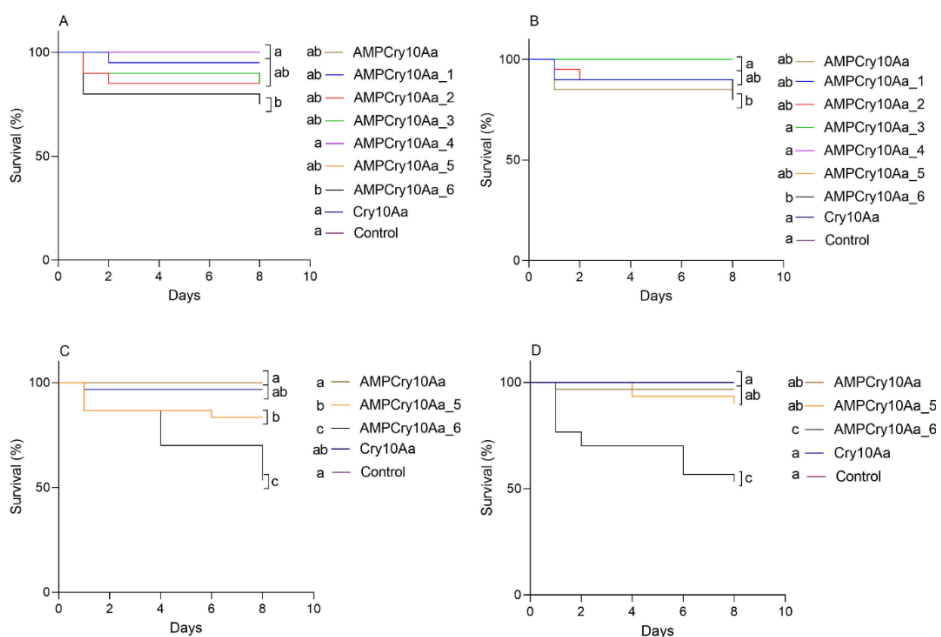 A
Survival (%)
100
50
0
0 2 4 6 8 10
Days
a
ab
b
ab AMPCry10Aa
ab AMPCry10Aa_1
ab AMPCry10Aa_2
ab AMPCry10Aa_3
a AMPCry10Aa_4
ab AMPCry10Aa_5
b AMPCry10Aa_6
a Cry10Aa
a Control
B
Survival (%)
100
50
0
0 2 4 6 8 10
Days
a
ab
b
ab AMPCry10Aa
ab AMPCry10Aa_1
ab AMPCry10Aa_2
a AMPCry10Aa_3
a AMPCry10Aa_4
ab AMPCry10Aa_5
b AMPCry10Aa_6
a Cry10Aa
a Control
C
Survival (%)
100
50
0
0 2 4 6 8 10
Days
a
ab
b
c
a AMPCry10Aa
b AMPCry10Aa_5
c AMPCry10Aa_6
ab Cry10Aa
a Control
D
Survival (%)
100
50
0
0 2 4 6 8 10
Days
a
ab
c
ab AMPCry10Aa
ab AMPCry10Aa_5
c AMPCry10Aa_6
a Cry10Aa
a Control